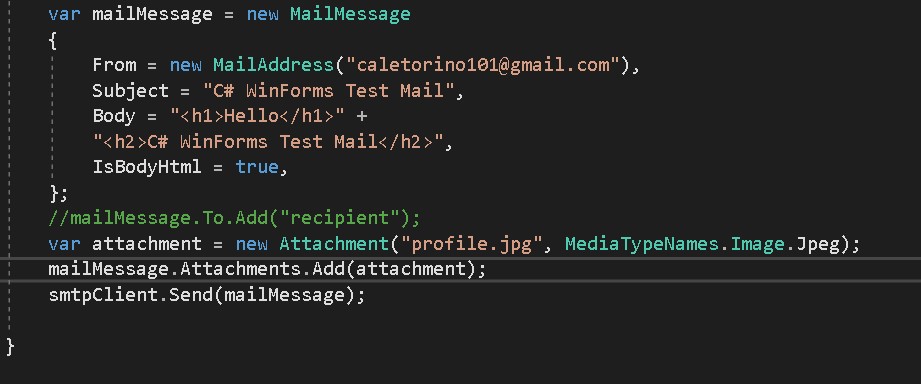 var mailMessage = new MailMessage
{
From = new MailAddress("caletorino101@gmail.com"),
Subject = "C# WinForms Test Mail",
Body = "<h1>Hello</h1>" +
"<h2>C# WinForms Test Mail</h2>",
IsBodyHtml = true,
};
//mailMessage.To.Add("recipient");
var attachment = new Attachment("profile.jpg", MediaTypeNames.Image.Jpeg);
mailMessage.Attachments.Add(attachment);
smtpClient.Send(mailMessage);
}